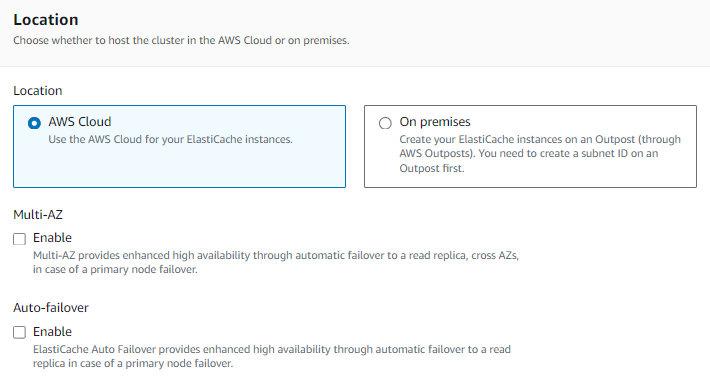 Location
Choose whether to host the cluster in the AWS Cloud or on premises.
Location
AWS Cloud
Use the AWS Cloud for your ElastiCache instances.
On premises
Create your ElastiCache instances on an Outpost (through
AWS Outposts). You need to create a subnet ID on an
Outpost first.
Multi-AZ
Enable
Multi-AZ provides enhanced high availability through automatic failover to a read replica, cross AZs,
in case of a primary node failover.
Auto-failover
Enable
ElastiCache Auto Failover provides enhanced high availability through automatic failover to a read
replica in case of a primary node failover.